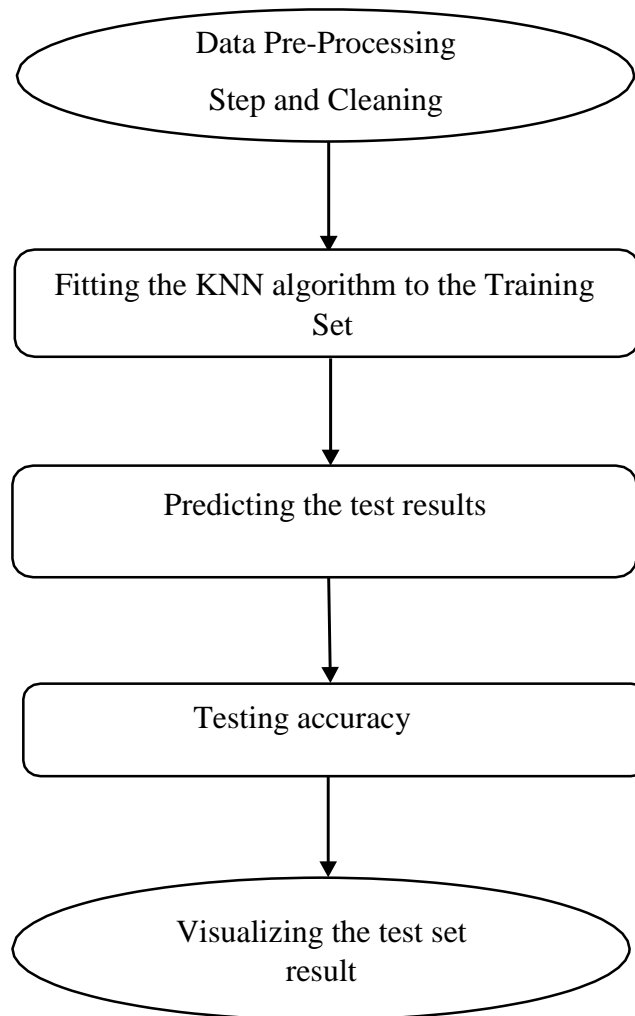 Data Pre-Processing
Step and Cleaning
Fitting the KNN algorithm to the Training
Set
Predicting the test results
Testing accuracy
Visualizing the test set
result